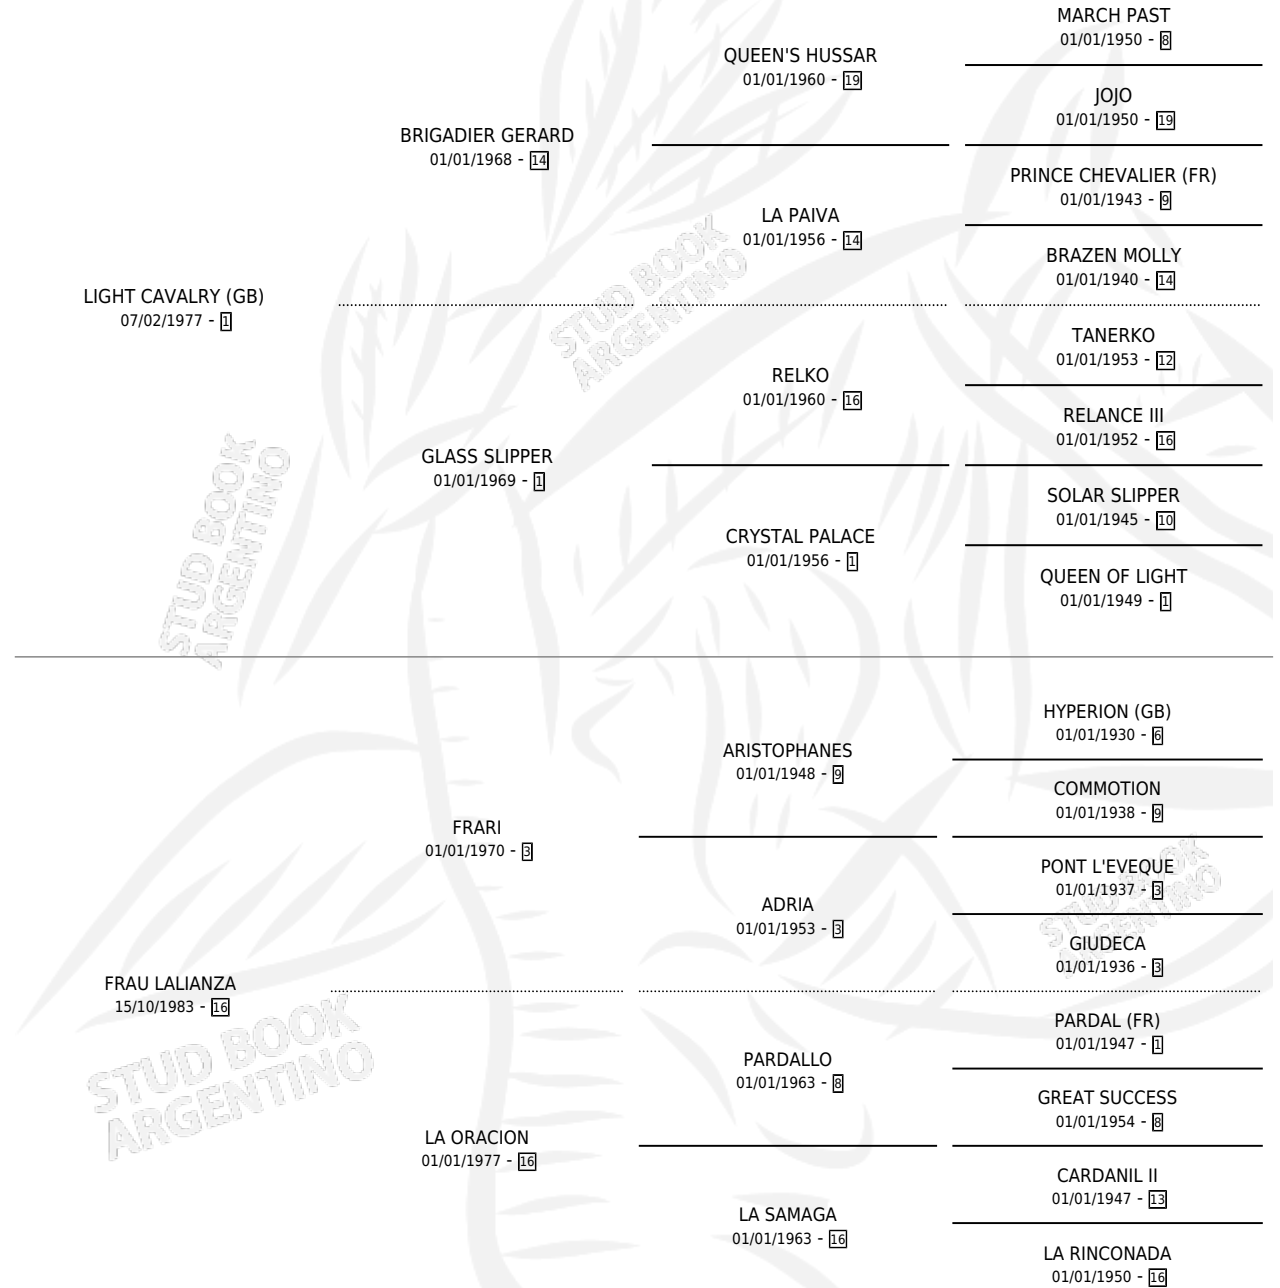 MARCH PAST
01/01/1950 - 8
QUEEN'S HUSSAR
01/01/1960 - 19
JOJO
01/01/1950 - 19
BRIGADIER GERARD
01/01/1968 - 14
PRINCE CHEVALIER (FR)
01/01/1943 - 9
LA PAIVA
01/01/1956 - 14
BRAZEN MOLLY
01/01/1940 - 14
LIGHT CAVALRY (GB)
07/02/1977 - 1
STUD BOOK
ARGENTINO
TANERKO
01/01/1953 - 12
RELKO
01/01/1960 - 16
RELANCE III
01/01/1952 - 16
GLASS SLIPPER
01/01/1969 - 1
SOLAR SLIPPER
01/01/1945 - 10
CRYSTAL PALACE
01/01/1956 - 1
QUEEN OF LIGHT
01/01/1949 - 1
STUD BOOK
ARGENTINO
HYPERION (GB)
01/01/1930 - 6
ARISTOPHANES
01/01/1948 - 9
COMMOTION
01/01/1938 - 9
FRARI
01/01/1970 - 3
PONT L'EVEQUE
01/01/1937 - 3
ADRIA
01/01/1953 - 3
GIUDECA
01/01/1936 - 3
STUD BOOK
ARGENTINO
FRAU LALIANZA
15/10/1983 - 16
PARDAL (FR)
01/01/1947 - 1
PARDALLO
01/01/1963 - 8
GREAT SUCCESS
01/01/1954 - 8
STUD BOOK
ARGENTINO
LA ORACION
01/01/1977 - 16
CARDANIL II
01/01/1947 - 13
LA SAMAGA
01/01/1963 - 16
LA RINCONADA
01/01/1950 - 16